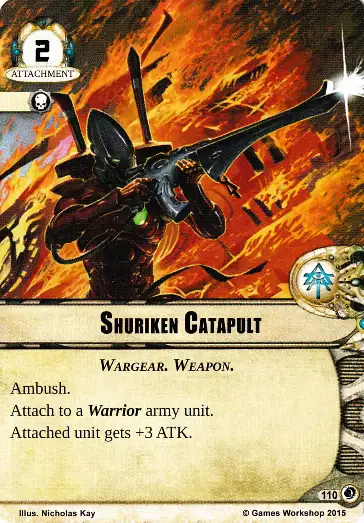 2
ATTACHMENT
SHURIKEN CATAPULT
WARGEAR. WEAPON.
Ambush.
Attach to a Warrior army unit.
Attached unit gets +3 ATK.
110
Illus. Nicholas Kay
© Games Workshop 2015